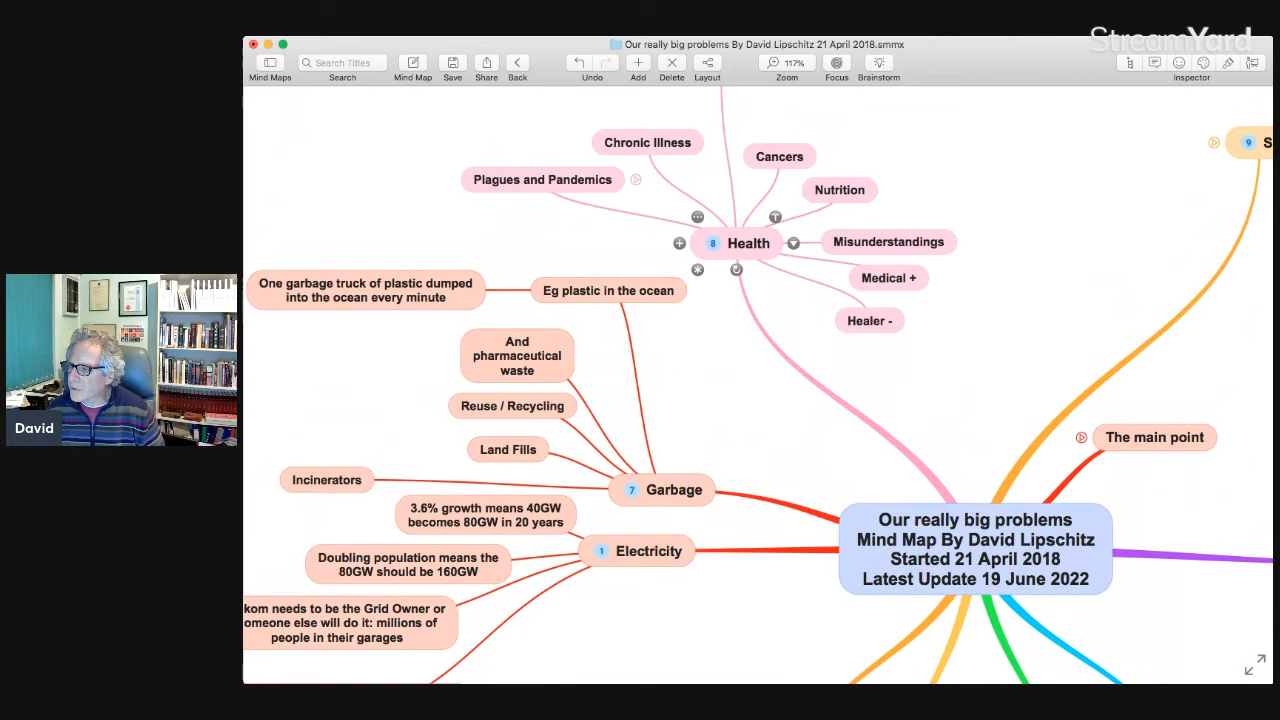 StreamYard
Our really big problems By David Lipschitz 21 April 2018.smmx
Search Titles
Mind Maps
Search
Mind Map
Save
Share
Back
Undo
Add
Delete
Layout
117%
Zoom
Focus
Brainstorm
Inspector
Chronic Illness
Cancers
9 S
Plagues and Pandemics
Nutrition
8 Health
Misunderstandings
Medical +
Healer -
One garbage truck of plastic dumped
into the ocean every minute
Eg plastic in the ocean
And
pharmaceutical
waste
Reuse / Recycling
Land Fills
Incinerators
7 Garbage
David
The main point
3.6% growth means 40GW
becomes 80GW in 20 years
1 Electricity
Doubling population means the
80GW should be 160GW
kom needs to be the Grid Owner or
omeone else will do it: millions of
people in their garages
Our really big problems
Mind Map By David Lipschitz
Started 21 April 2018
Latest Update 19 June 2022